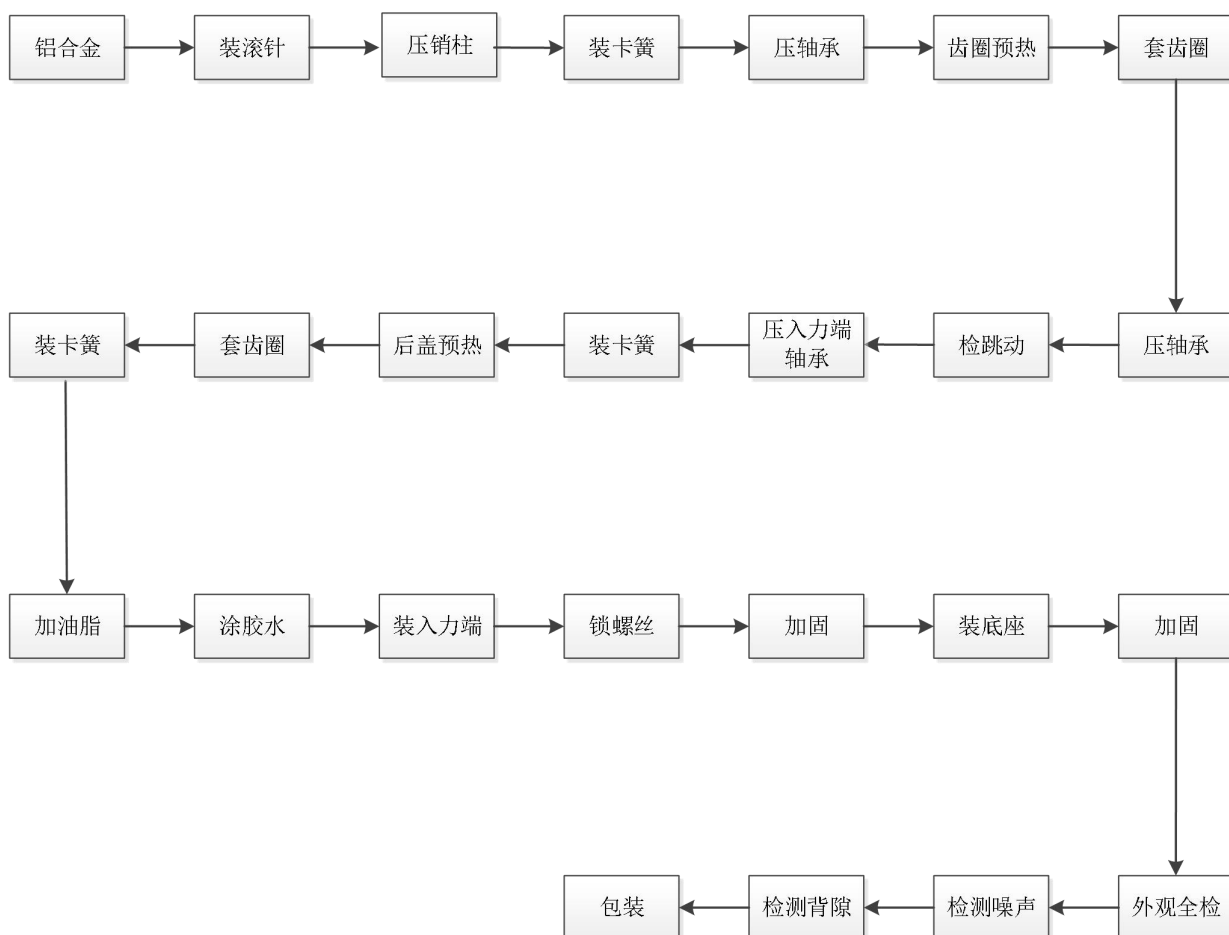 铝合金
装滚针
压销柱
装卡簧
压轴承
齿圈预热
套齿圈
压轴承
检跳动
压入力端
轴承
装卡簧
后盖预热
套齿圈
装卡簧
加油脂
涂胶水
装入力端
锁螺丝
加固
装底座
加固
外观全检
检测噪声
检测背隙
包装